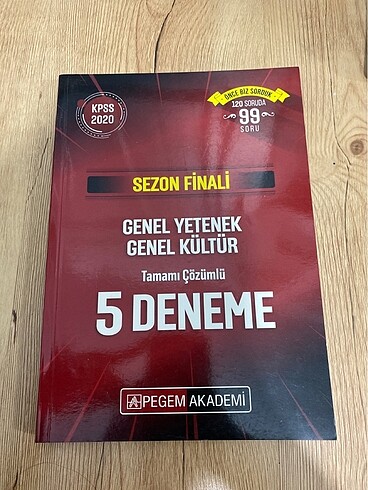 KPSS
2020
ÖNCE BİZ SORDUK
120 SORUDA
99
SORU
SEZON FİNALİ
GENEL YETENEK
GENEL KÜLTÜR
Tamamı Çözümlü
5 DENEME
PEGEM AKADEMİ